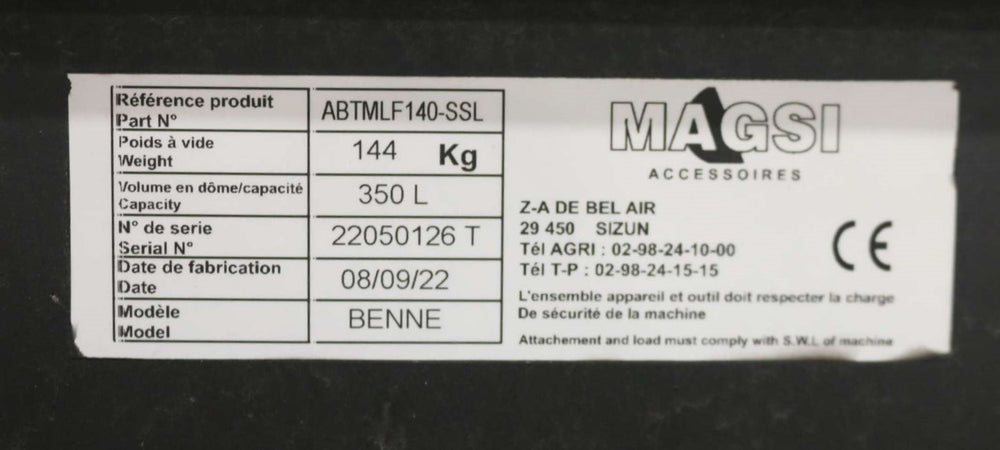 Référence produit
Part N°
ABTMLF140-SSL
Poids à vide
Weight
144 Kg
Volume en dôme/capacité
Capacity
350 L
N° de serie
Serial N°
22050126 T
Date de fabrication
Date
08/09/22
Modèle
Model
BENNE
MAGSI
ACCESSOIRES
Z-A DE BEL AIR
29 450 SIZUN
Tél AGRI : 02-98-24-10-00
Tél T-P : 02-98-24-15-15
CE
L'ensemble appareil et outil doit respecter la charge
De sécurité de la machine
Attachement and load must comply with S.W.L of machine